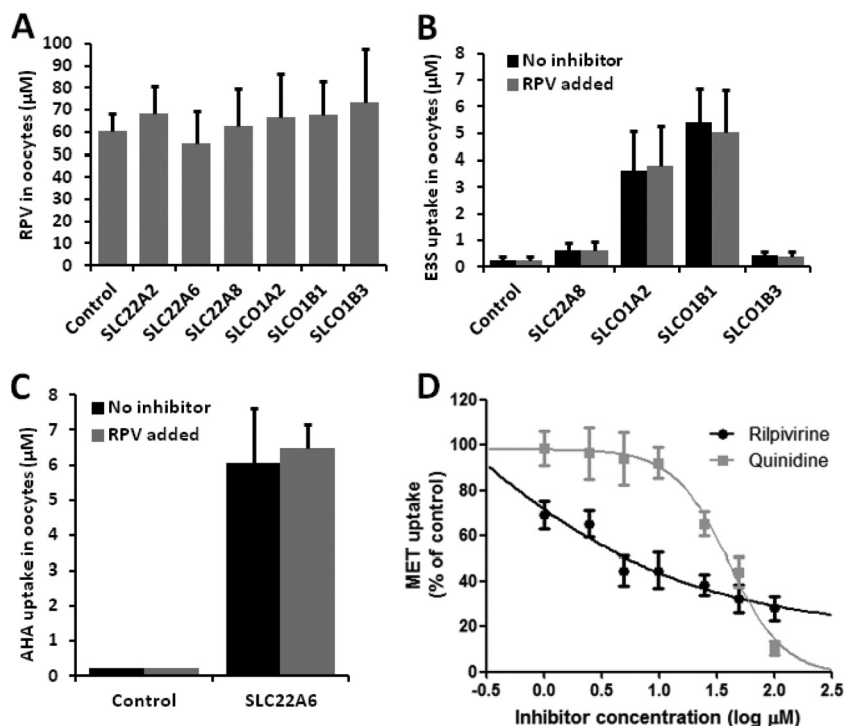 A
RPV in oocytes (µM)
100
90
80
70
60
50
40
30
20
10
0
Control
SLC22A2
SLC22A6
SLC22A8
SLCO1A2
SLCO1B1
SLCO1B3
B
E3S uptake in oocytes (µM)
8
7
6
5
4
3
2
1
0
No inhibitor
RPV added
Control
SLC22A8
SLCO1A2
SLCO1B1
SLCO1B3
C
AHA uptake in oocytes (µM)
8
7
6
5
4
3
2
1
0
No inhibitor
RPV added
Control
SLC22A6
D
MET uptake
(% of control)
120
100
80
60
40
20
0
Rilpivirine
Quinidine
-0.5
0.0
0.5
1.0
1.5
2.0
2.5
Inhibitor concentration (log µM)